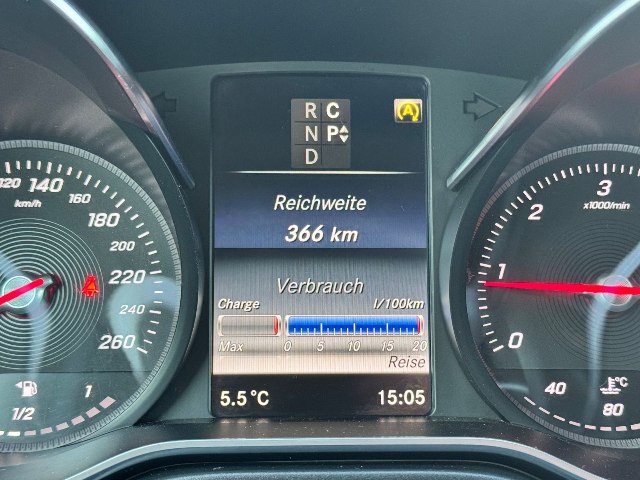 R C
N P
D
A
Reichweite
366 km
Verbrauch
Charge l/100km
Max 0 5 10 15 20
Reise
5.5 °C 15:05
120 140 160 180 200 220 240 260
km/h
1/2 1
3
x1000/min
2
1
0
40 80
°C